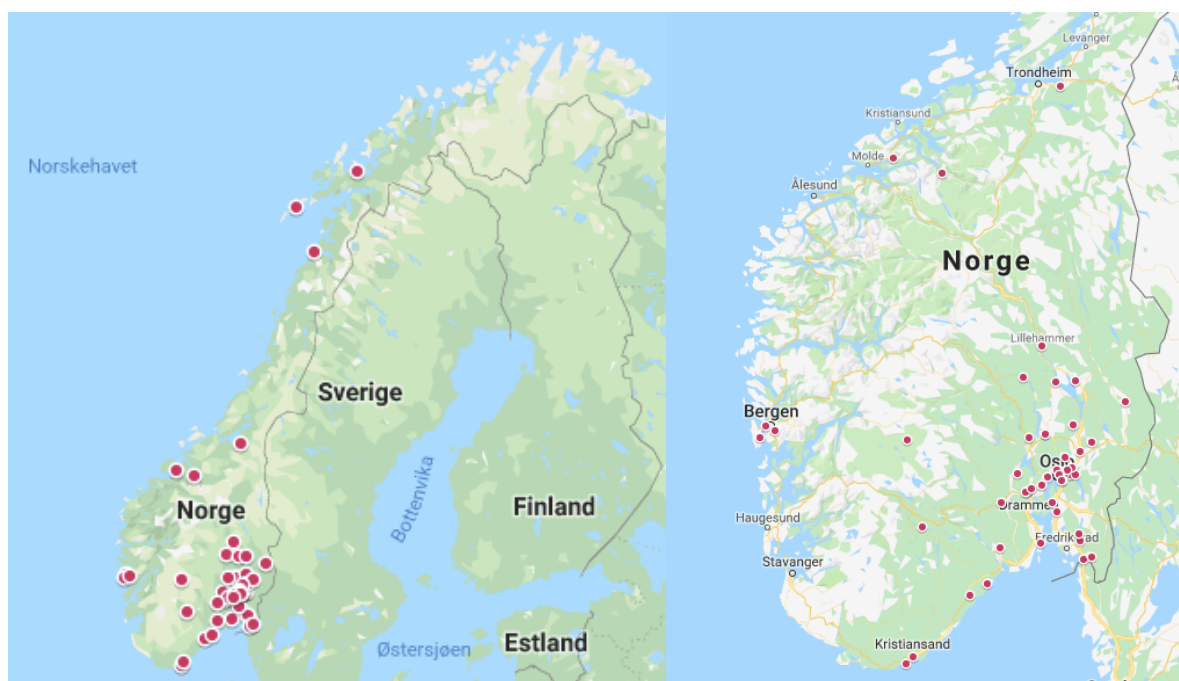 Norskehavet
Sverige
Bottenvika
Norge
Finland
Østersjøen
Estland
Levanger
Trondheim
Kristiansund
Molde
Ålesund
Norge
Lillehammer
Bergen
Oslo
Drammen
Haugesund
Fredrikstad
Stavanger
Kristiansand